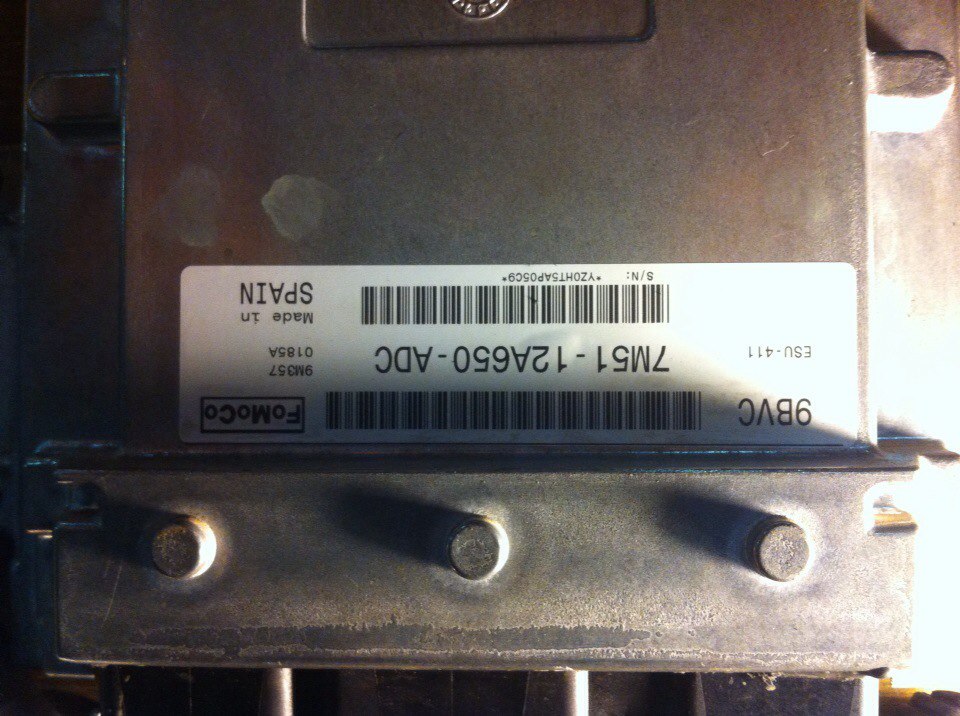 9BVC
FoMoCo
ESU-411
7M51-12A650-ADC
9M357
0185A
Made in
SPAIN
S/N: *YZ0HT5AP05C9*